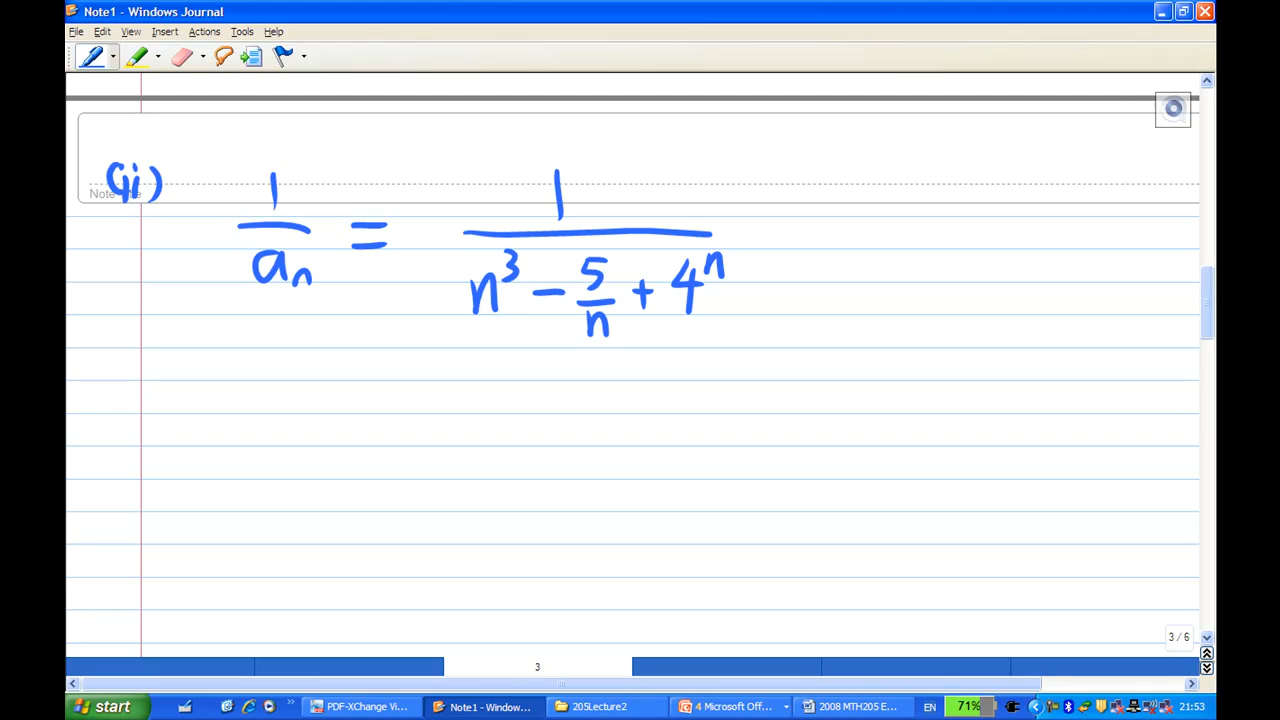 Note1 - Windows Journal
File Edit View Insert Actions Tools Help
(ii) 1/aₙ = 1/(n³ - 5/n + 4ⁿ)
3 / 6
3
start PDF-XChange Vi... Note1 - Window... 205Lecture2 4 Microsoft Off... 2008 MTH205 E... EN 71% 21:53